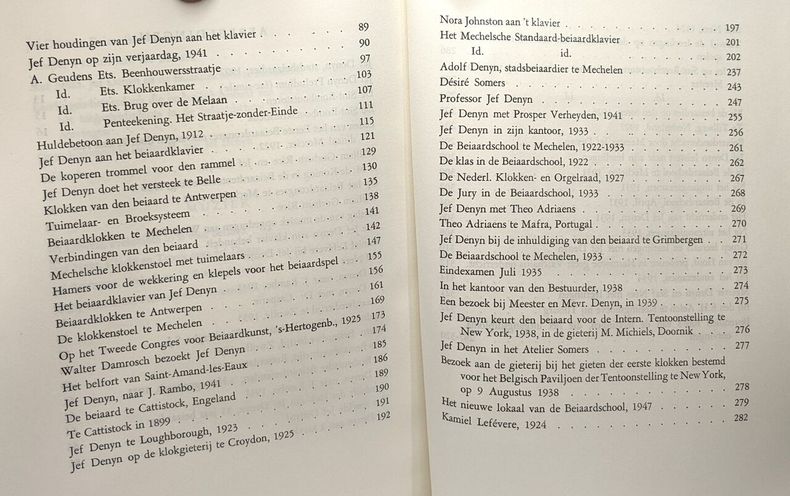 Vier houdingen van Jef Denyn aan het klavier . . . . . 89
Jef Denyn op zijn verjaardag, 1941 . . . . . 90
A. Geudens Ets. Beenhouwersstraatje . . . . . 97
Id. Ets. Klokkenkamer . . . . . 103
Id. Ets. Brug over de Melaan . . . . . 107
Id. Penteekening. Het Straatje-zonder-Einde . . . . . 111
Huldebetoon aan Jef Denyn, 1912 . . . . . 115
Jef Denyn aan het beiaardklavier . . . . . 121
De koperen trommel voor den rammel . . . . . 129
Jef Denyn doet het versteek te Belle . . . . . 130
Klokken van den beiaard te Antwerpen . . . . . 135
Tuimelaar- en Broeksysteem . . . . . 138
Beiaardklokken te Mechelen . . . . . 141
Verbindingen van den beiaard . . . . . 142
Mechelsche klokkenstoel met tuimelaars . . . . . 147
Hamers voor de wekkering en klepels voor het beiaardspel . . . . . 155
Het beiaardklavier van Jef Denyn . . . . . 156
Beiaardklokken te Antwerpen . . . . . 161
De klokkenstoel te Mechelen . . . . . 169
Op het Tweede Congres voor Beiaardkunst, 's-Hertogenb., 1925 173
Walter Damrosch bezoekt Jef Denyn . . . . . 174
Het belfort van Saint-Amand-les-Eaux . . . . . 185
Jef Denyn, naar J. Rambo, 1941 . . . . . 186
De beiaard te Cattistock, Engeland . . . . . 189
Te Cattistock in 1899 . . . . . 190
Jef Denyn te Loughborough, 1923 . . . . . 191
Jef Denyn op de klokgieterij te Croydon, 1925 . . . . . 192
Nora Johnston aan 't klavier . . . . . 197
Het Mechelsche Standaard-beiaardklavier . . . . . 201
Id. id. . . . . . 202
Adolf Denyn, stadsbeiaardier te Mechelen . . . . . 237
Désiré Somers . . . . . 243
Professor Jef Denyn . . . . . 247
Jef Denyn met Prosper Verheyden, 1941 . . . . . 255
Jef Denyn in zijn kantoor, 1933 . . . . . 256
De Beiaardschool te Mechelen, 1922-1933 . . . . . 261
De klas in de Beiaardschool, 1922 . . . . . 262
De Nederl. Klokken- en Orgelraad, 1927 . . . . . 267
De Jury in de Beiaardschool, 1933 . . . . . 268
Jef Denyn met Theo Adriaens . . . . . 269
Theo Adriaens te Mafra, Portugal . . . . . 270
Jef Denyn bij de inhuldiging van den beiaard te Grimbergen . . 271
De Beiaardschool te Mechelen, 1933 . . . . . 272
Eindexamen Juli 1935 . . . . . 273
In het kantoor van den Bestuurder, 1938 . . . . . 274
Een bezoek bij Meester en Mevr. Denyn, in 1939 . . . . . 275
Jef Denyn keurt den beiaard voor de Intern. Tentoonstelling te
New York, 1938, in de gieterij M. Michiels, Doornik . . 276
Jef Denyn in het Atelier Somers . . . . . 277
Bezoek aan de gieterij bij het gieten der eerste klokken bestemd
voor het Belgisch Paviljoen der Tentoonstelling te New York,
op 9 Augustus 1938 . . . . . 278
Het nieuwe lokaal van de Beiaardschool, 1947 . . . . . 279
Kamiel Lefévere, 1924 . . . . . 282